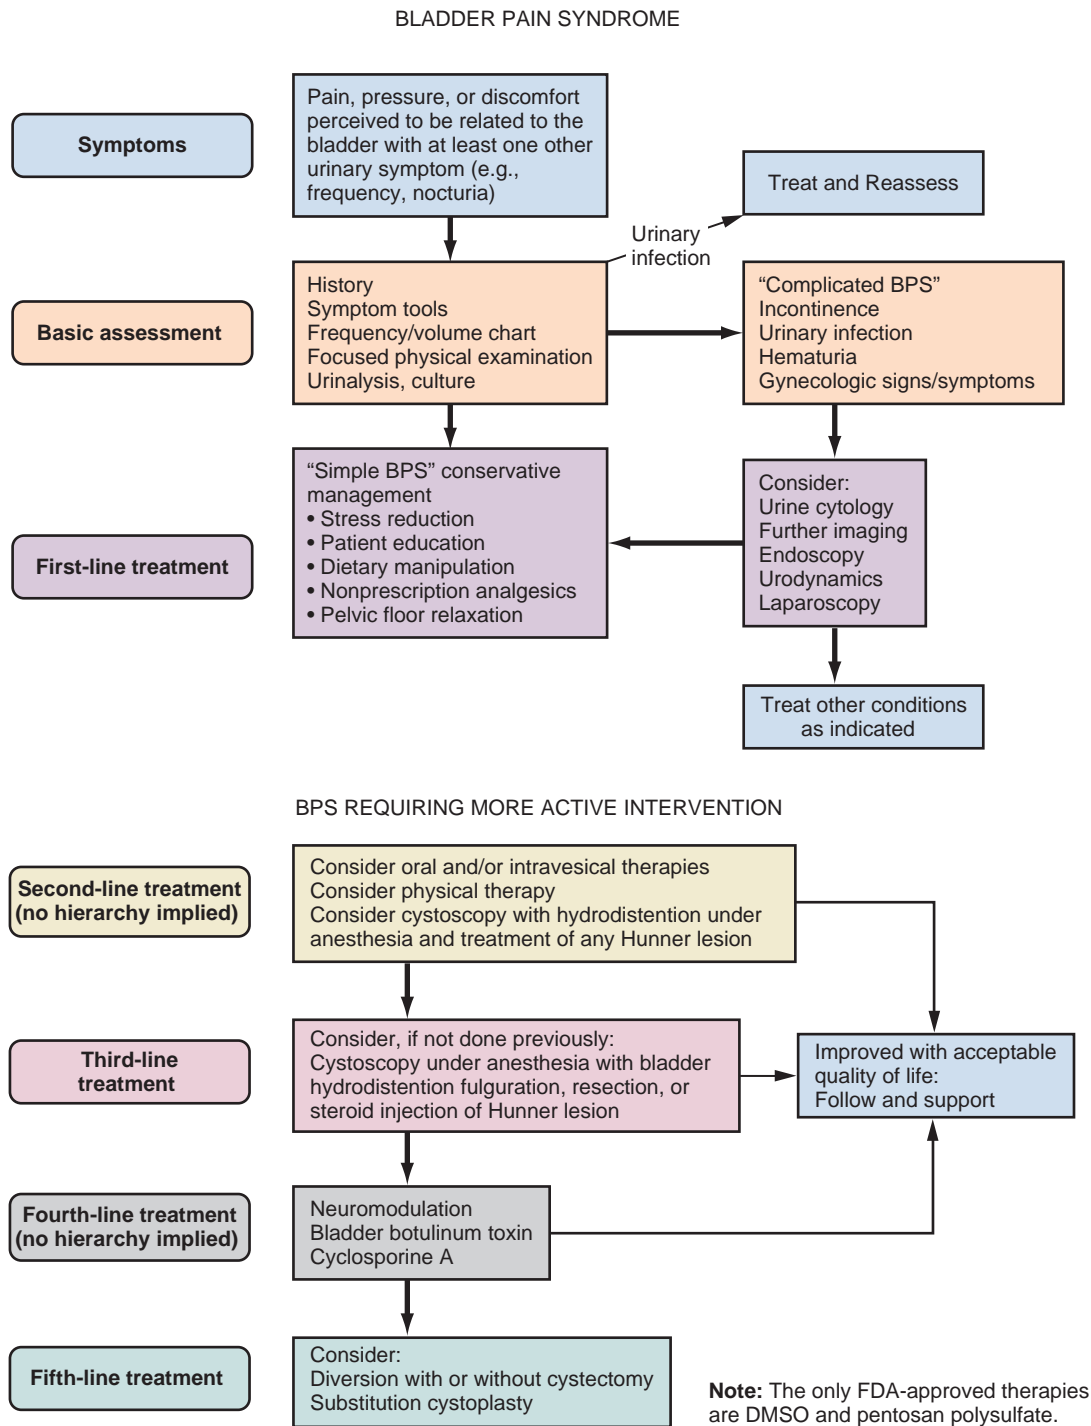 BLADDER PAIN SYNDROME
Symptoms
Pain, pressure, or discomfort
perceived to be related to the
bladder with at least one other
urinary symptom (e.g.,
frequency, nocturia)
Treat and Reassess
Urinary
infection
Basic assessment
History
Symptom tools
Frequency/volume chart
Focused physical examination
Urinalysis, culture
“Complicated BPS”
Incontinence
Urinary infection
Hematuria
Gynecologic signs/symptoms
First-line treatment
“Simple BPS” conservative
management
• Stress reduction
• Patient education
• Dietary manipulation
• Nonprescription analgesics
• Pelvic floor relaxation
Consider:
Urine cytology
Further imaging
Endoscopy
Urodynamics
Laparoscopy
Treat other conditions
as indicated
BPS REQUIRING MORE ACTIVE INTERVENTION
Second-line treatment
(no hierarchy implied)
Consider oral and/or intravesical therapies
Consider physical therapy
Consider cystoscopy with hydrodistention under
anesthesia and treatment of any Hunner lesion
Third-line
treatment
Consider, if not done previously:
Cystoscopy under anesthesia with bladder
hydrodistention fulguration, resection, or
steroid injection of Hunner lesion
Improved with acceptable
quality of life:
Follow and support
Fourth-line treatment
(no hierarchy implied)
Neuromodulation
Bladder botulinum toxin
Cyclosporine A
Fifth-line treatment
Consider:
Diversion with or without cystectomy
Substitution cystoplasty
Note: The only FDA-approved therapies
are DMSO and pentosan polysulfate.